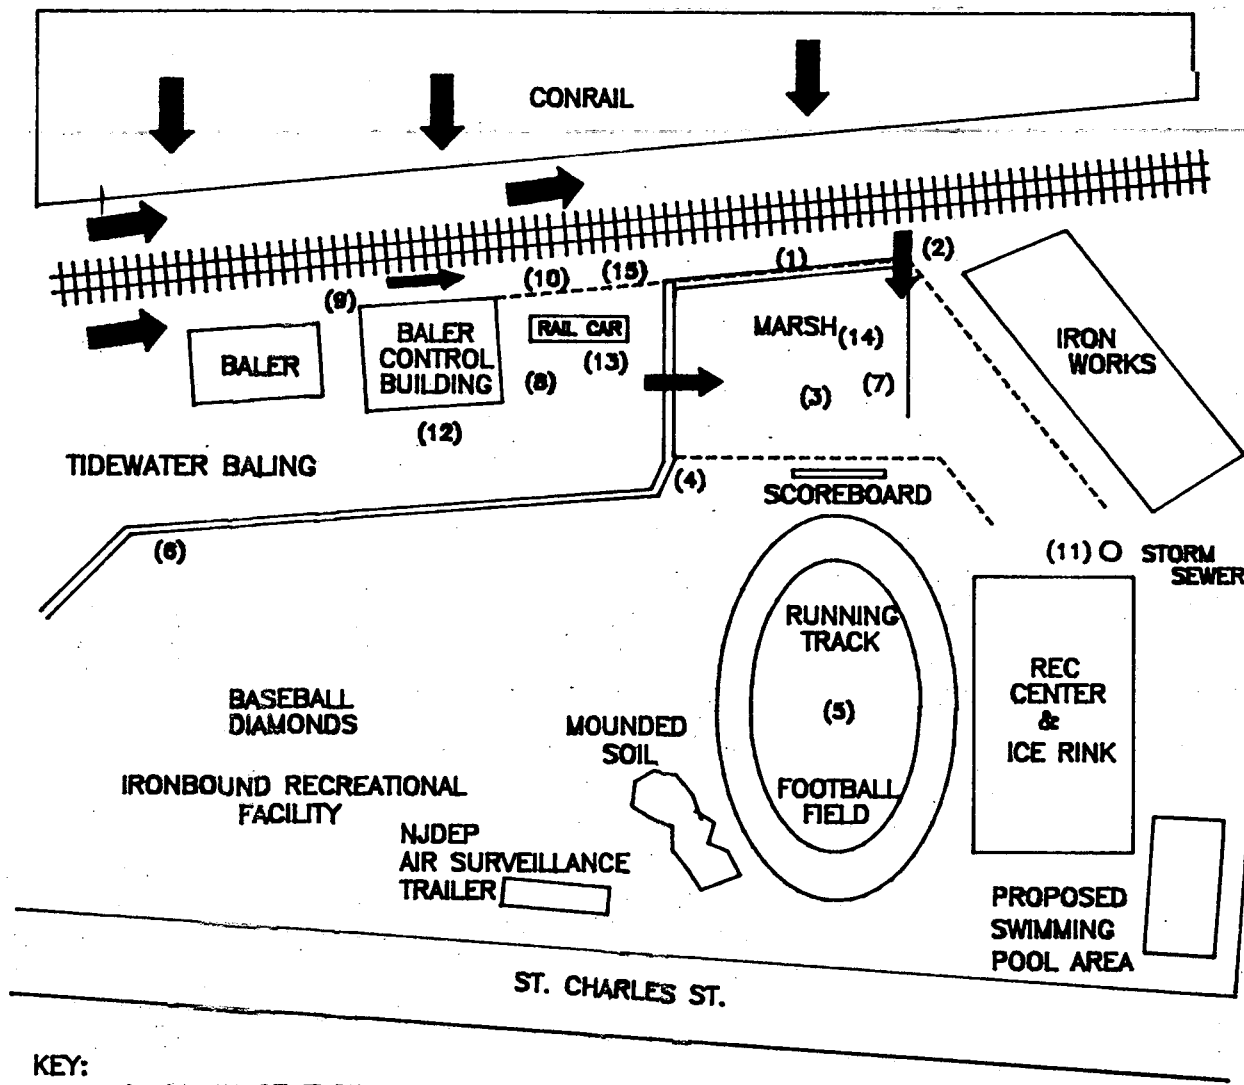 CONRAIL
(2)
(1)
(10)
(15)
(9)
RAIL CAR
BALER
BALER
CONTROL
BUILDING
(13)
(8)
MARSH
(14)
(3)
(7)
IRON
WORKS
(12)
TIDEWATER BALING
(4)
SCOREBOARD
(6)
(11)
STORM
SEWER
RUNNING
TRACK
(5)
FOOTBALL
FIELD
REC
CENTER
&
ICE RINK
BASEBALL
DIAMONDS
MOUNDED
SOIL
IRONBOUND RECREATIONAL
FACILITY
NJDEP
AIR SURVEILLANCE
TRAILER
PROPOSED
SWIMMING
POOL AREA
ST. CHARLES ST.
KEY: